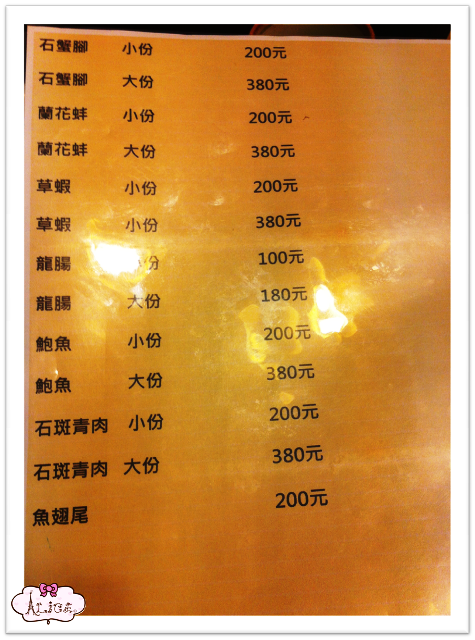 石蟹腳 小份 200元
石蟹腳 大份 380元
蘭花蚌 小份 200元
蘭花蚌 大份 380元
草蝦 小份 200元
草蝦 小份 380元
龍腸 份 100元
龍腸 大份 180元
鮑魚 小份 200元
鮑魚 大份 380元
石斑青肉 小份 200元
石斑青肉 大份 380元
魚翅尾 200元
ALICE